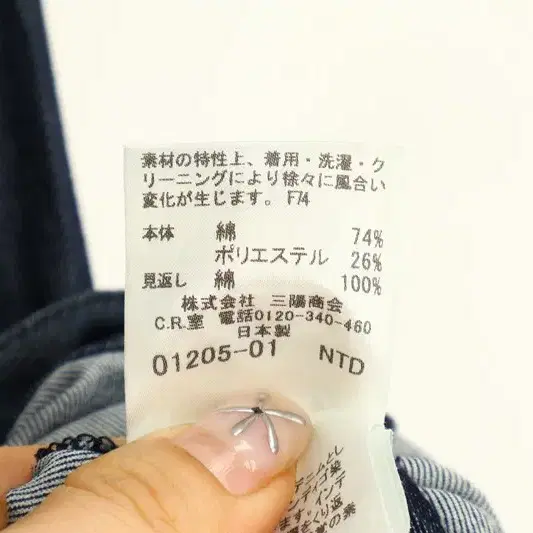 素材の特性上、着用・洗濯・ク
リーニングにより徐々に風合い
変化が生じます。 F74
本体 綿 74%
ポリエステル 26%
見返し 綿 100%
株式会社 三陽商会
C.R.室 電話0120-340-460
日本製
01205-01 NTD